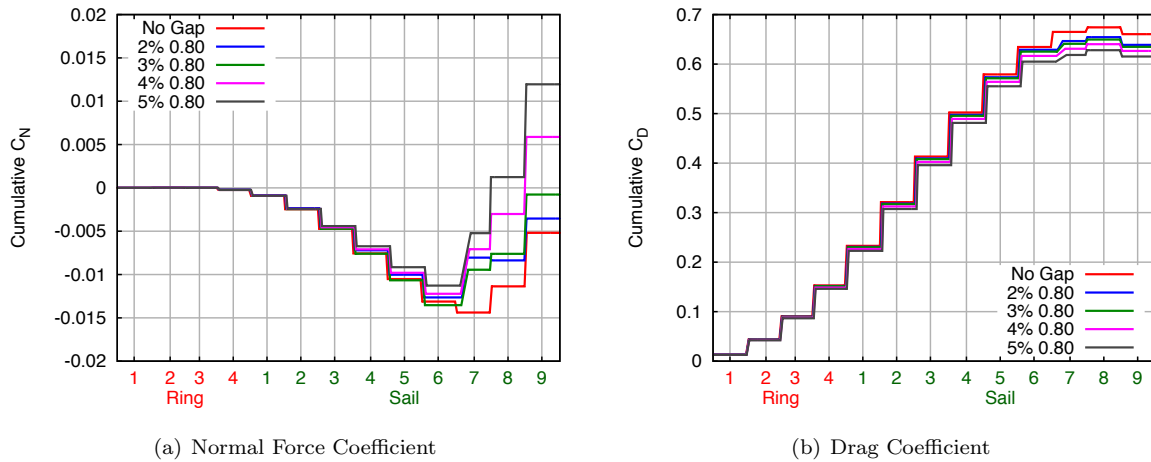 0.02
0.015
0.01
0.005
0
-0.005
-0.01
-0.015
-0.02
Cumulative C_N
No Gap
2% 0.80
3% 0.80
4% 0.80
5% 0.80
1 2 3 4 1 2 3 4 5 6 7 8 9
Ring Sail
(a) Normal Force Coefficient
0.7
0.6
0.5
0.4
0.3
0.2
0.1
0
Cumulative C_D
No Gap
2% 0.80
3% 0.80
4% 0.80
5% 0.80
1 2 3 4 1 2 3 4 5 6 7 8 9
Ring Sail
(b) Drag Coefficient